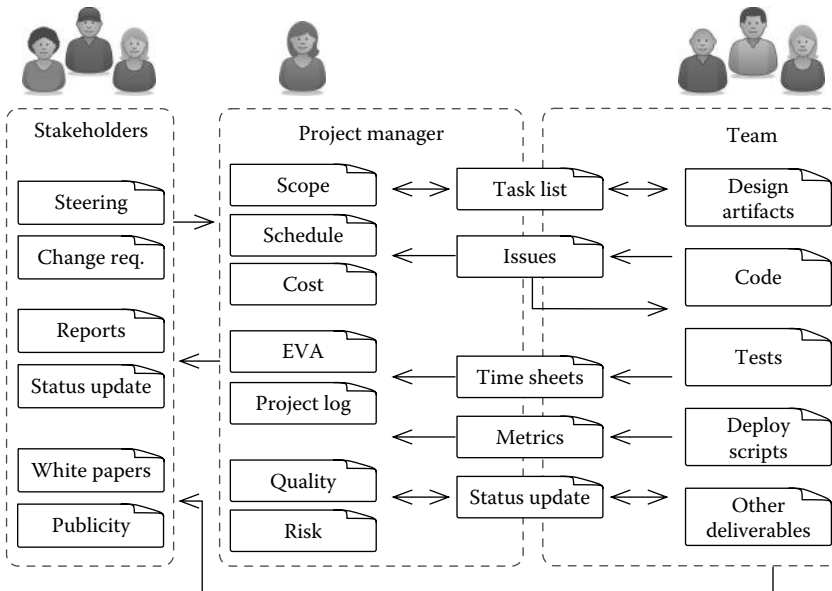 Stakeholders
Steering
Change req.
Reports
Status update
White papers
Publicity
Project manager
Scope
Schedule
Cost
EVA
Project log
Quality
Risk
Task list
Issues
Time sheets
Metrics
Status update
Team
Design
artifacts
Code
Tests
Deploy
scripts
Other
deliverables